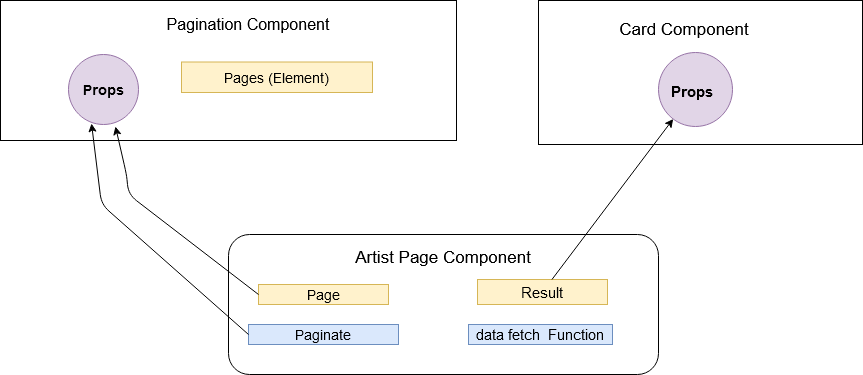 Pagination Component
Props
Pages (Element)
Card Component
Props
Artist Page Component
Page
Result
Paginate
data fetch  Function